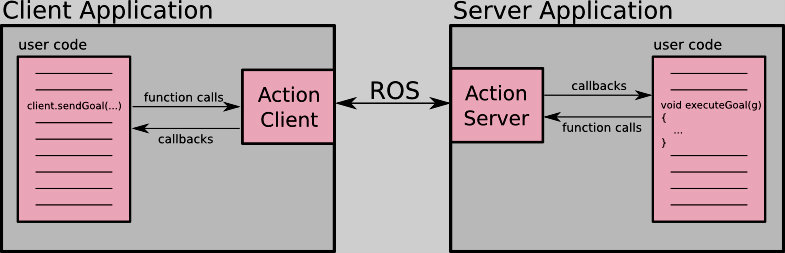 Client Application
user code
client.sendGoal(...)
function calls
callbacks
Action
Client
ROS
Server Application
Action
Server
callbacks
function calls
user code
void executeGoal(g)
{
...
}